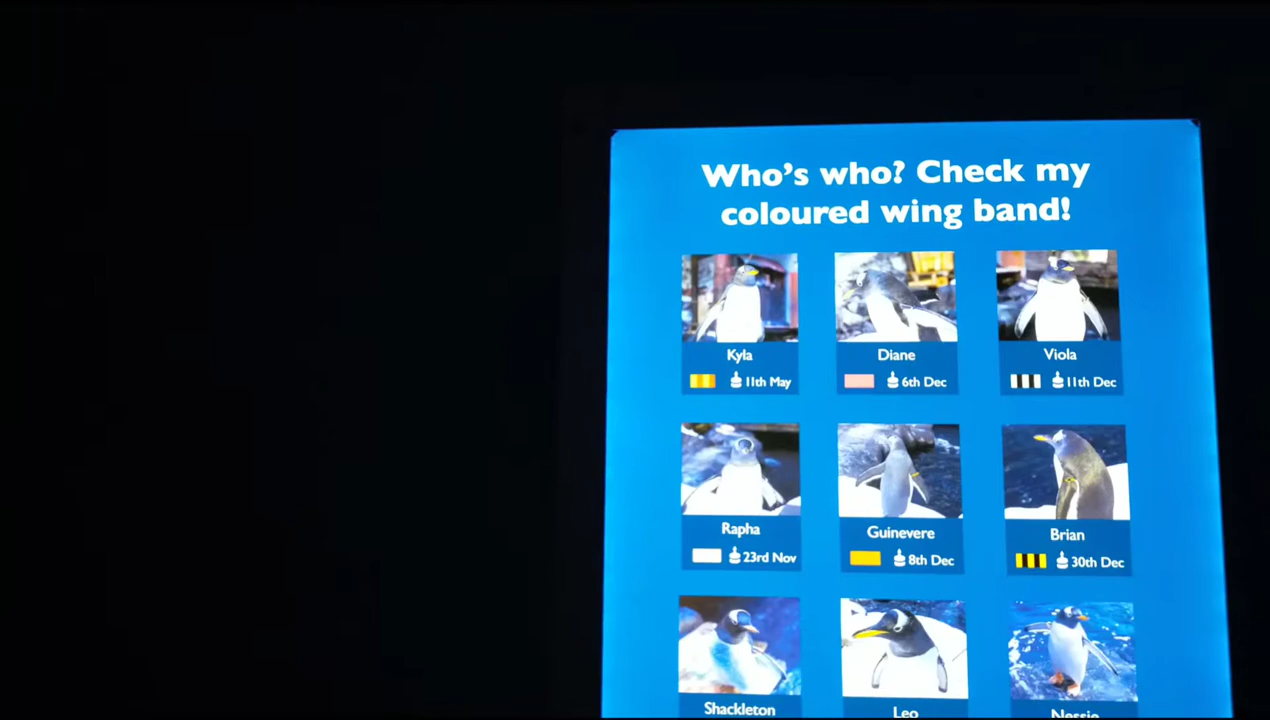 Who's who? Check my
coloured wing band!
Kyla Diane Viola
11th May 6th Dec 11th Dec
Rapha Guinevere Brian
23rd Nov 8th Dec 30th Dec
Shackleton Leo Nessie